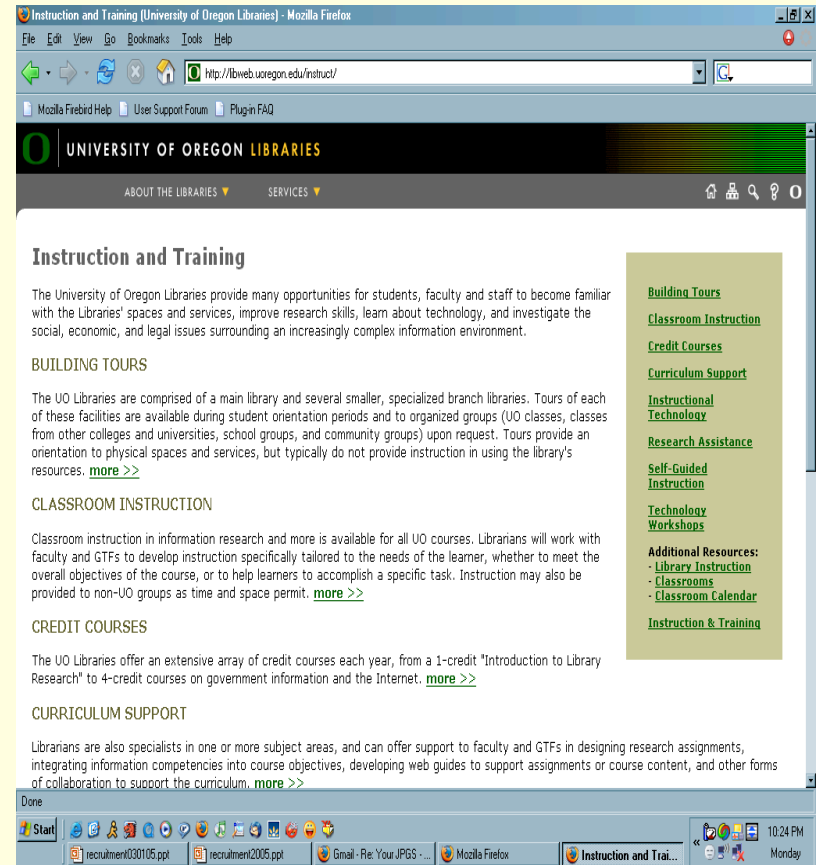 Instruction and Training (University of Oregon Libraries) - Mozilla Firefox
File Edit View Go Bookmarks Tools Help
http://libweb.uoregon.edu/instruct/
G
Mozilla Firebird Help User Support Forum Plug-in FAQ
O UNIVERSITY OF OREGON LIBRARIES
ABOUT THE LIBRARIES SERVICES
? O
Instruction and Training
The University of Oregon Libraries provide many opportunities for students, faculty and staff to become familiar
with the Libraries' spaces and services, improve research skills, learn about technology, and investigate the
social, economic, and legal issues surrounding an increasingly complex information environment.
BUILDING TOURS
The UO Libraries are comprised of a main library and several smaller, specialized branch libraries. Tours of each
of these facilities are available during student orientation periods and to organized groups (UO classes, classes
from other colleges and universities, school groups, and community groups) upon request. Tours provide an
orientation to physical spaces and services, but typically do not provide instruction in using the library's
resources. more >>
CLASSROOM INSTRUCTION
Classroom instruction in information research and more is available for all UO courses. Librarians will work with
faculty and GTFs to develop instruction specifically tailored to the needs of the learner, whether to meet the
overall objectives of the course, or to help learners to accomplish a specific task. Instruction may also be
provided to non-UO groups as time and space permit. more >>
CREDIT COURSES
The UO Libraries offer an extensive array of credit courses each year, from a 1-credit "Introduction to Library
Research" to 4-credit courses on government information and the Internet. more >>
CURRICULUM SUPPORT
Librarians are also specialists in one or more subject areas, and can offer support to faculty and GTFs in designing research assignments,
integrating information competencies into course objectives, developing web guides to support assignments or course content, and other forms
of collaboration to support the curriculum. more >>
Building Tours
Classroom Instruction
Credit Courses
Curriculum Support
Instructional
Technology
Research Assistance
Self-Guided
Instruction
Technology
Workshops
Additional Resources:
- Library Instruction
- Classrooms
- Classroom Calendar
Instruction & Training
Done
Start
« 10:24 PM
recruitment030105.ppt recruitment2005.ppt Gmail - Re: Your JPGS - ... Mozilla Firefox Instruction and Trai... Monday